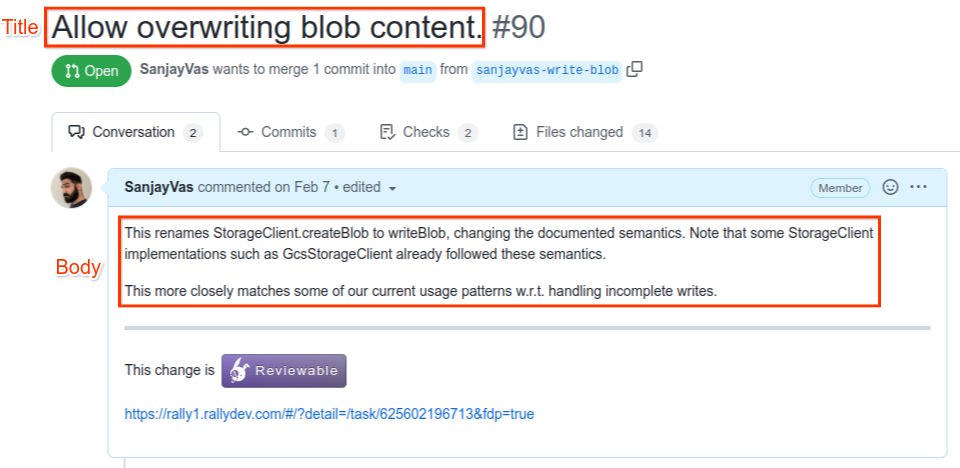 Title
Allow overwriting blob content. #90
Open
SanjayVas wants to merge 1 commit into main from sanjayvas-write-blob
Conversation 2
Commits 1
Checks 2
Files changed 14
SanjayVas commented on Feb 7 • edited
Member
Body
This renames StorageClient.createBlob to writeBlob, changing the documented semantics. Note that some StorageClient
implementations such as GcsStorageClient already followed these semantics.
This more closely matches some of our current usage patterns w.r.t. handling incomplete writes.
This change is Reviewable
https://rally1.rallydev.com/#/?detail=/task/625602196713&fdp=true